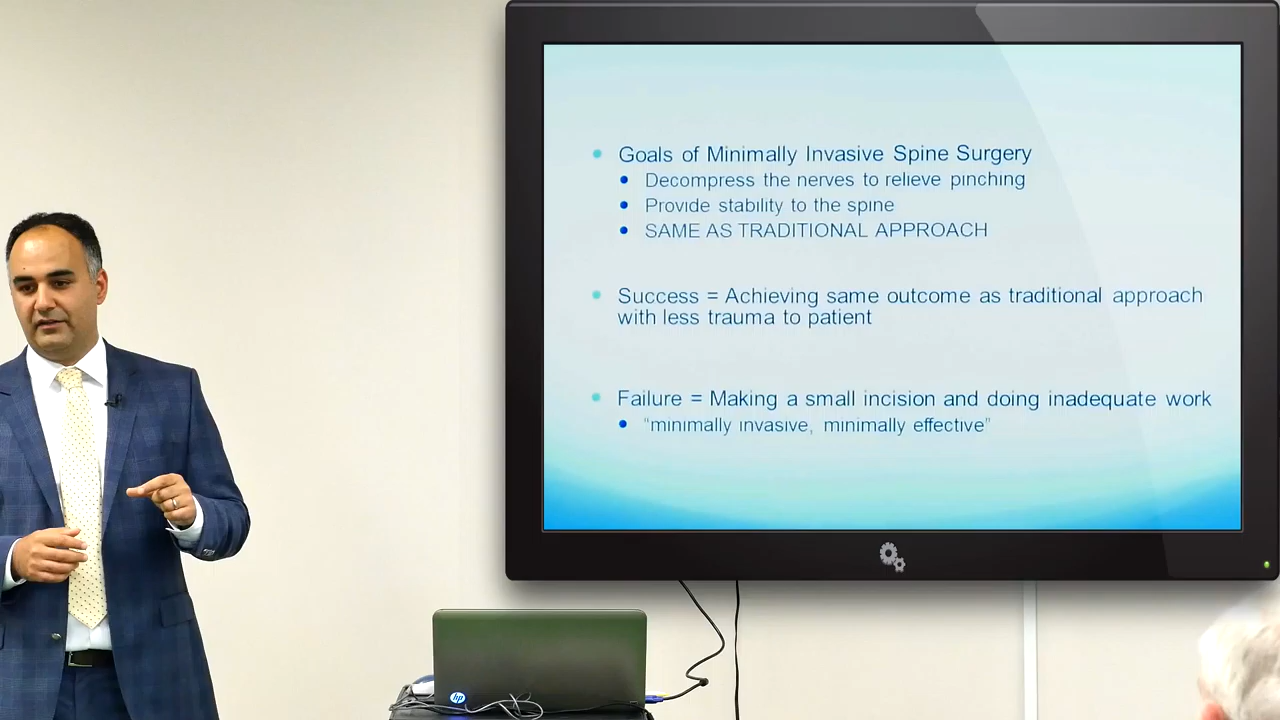 Goals of Minimally Invasive Spine Surgery
Decompress the nerves to relieve pinching
Provide stability to the spine
SAME AS TRADITIONAL APPROACH
Success = Achieving same outcome as traditional approach
with less trauma to patient
Failure = Making a small incision and doing inadequate work
"minimally invasive, minimally effective"
hp